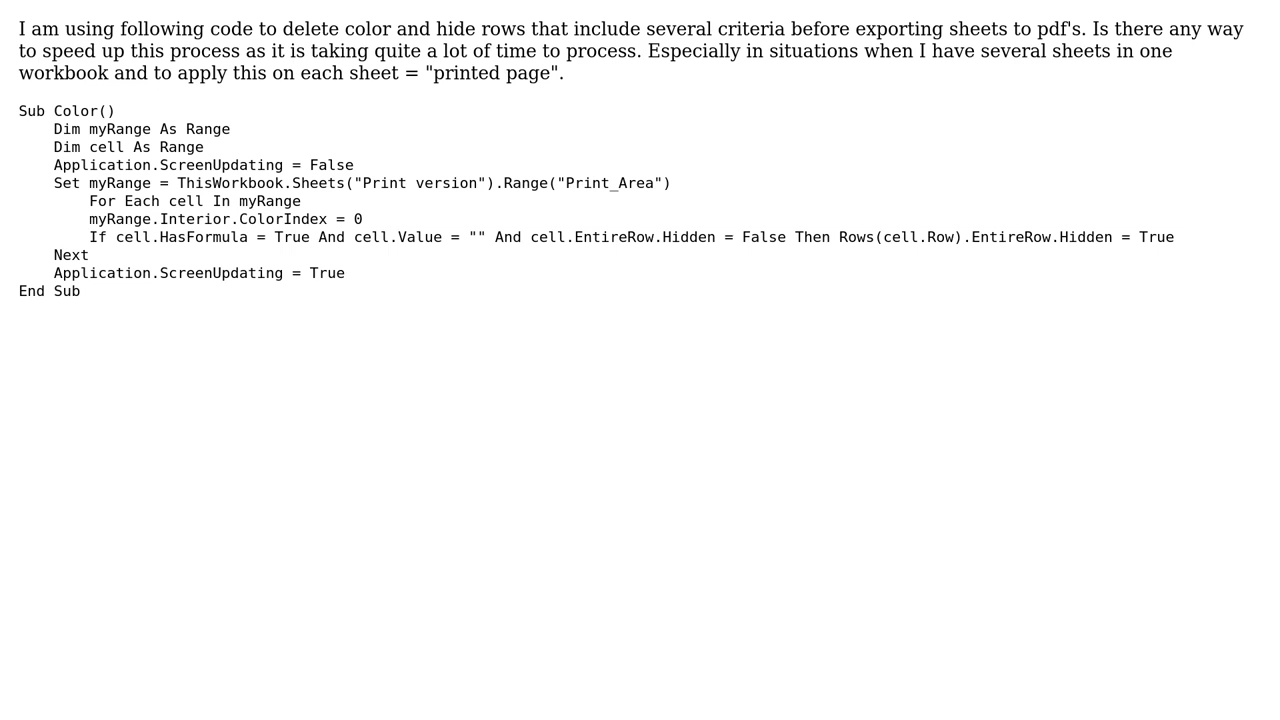 I am using following code to delete color and hide rows that include several criteria before exporting sheets to pdf's. Is there any way
to speed up this process as it is taking quite a lot of time to process. Especially in situations when I have several sheets in one
workbook and to apply this on each sheet = "printed page".
Sub Color()
    Dim myRange As Range
    Dim cell As Range
    Application.ScreenUpdating = False
    Set myRange = ThisWorkbook.Sheets("Print version").Range("Print_Area")
        For Each cell In myRange
        myRange.Interior.ColorIndex = 0
        If cell.HasFormula = True And cell.Value = "" And cell.EntireRow.Hidden = False Then Rows(cell.Row).EntireRow.Hidden = True
    Next
    Application.ScreenUpdating = True
End Sub